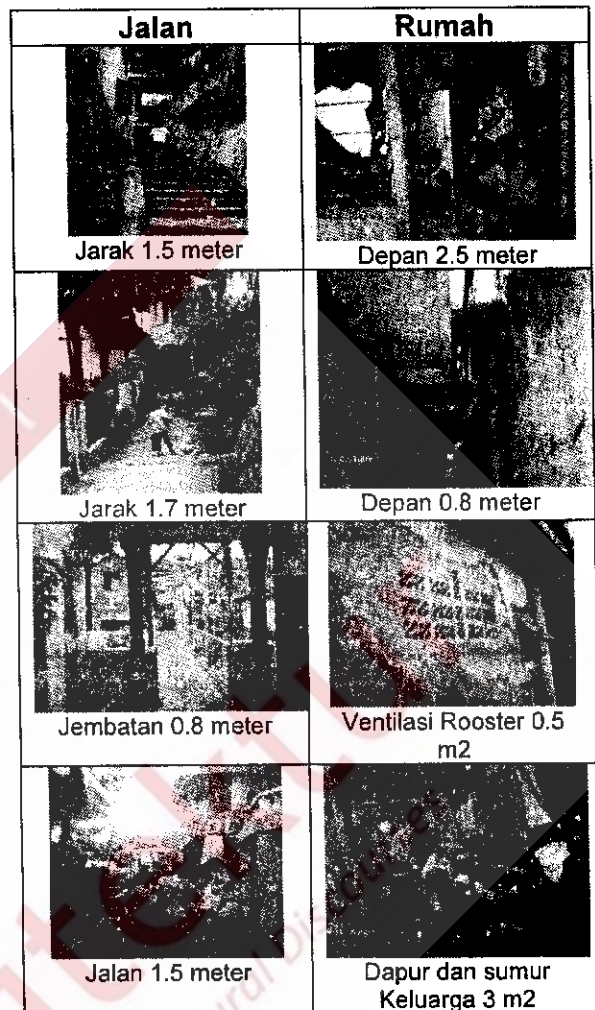 Jalan
Rumah
Jarak 1.5 meter
Depan 2.5 meter
Jarak 1.7 meter
Depan 0.8 meter
Jembatan 0.8 meter
Ventilasi Rooster 0.5
m2
Jalan 1.5 meter
Dapur dan sumur
Keluarga 3 m2